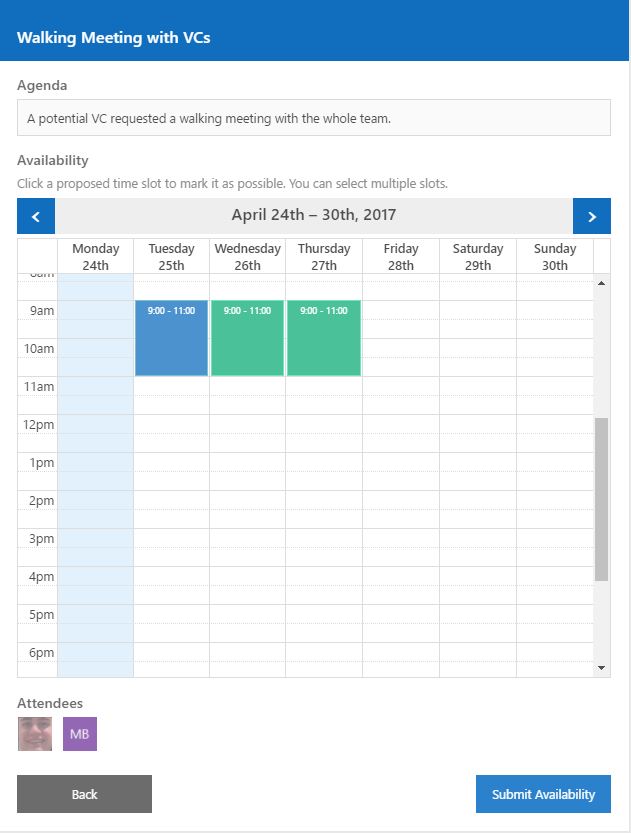 Walking Meeting with VCs
Agenda
A potential VC requested a walking meeting with the whole team.
Availability
Click a proposed time slot to mark it as possible. You can select multiple slots.
April 24th – 30th, 2017
Monday Tuesday Wednesday Thursday Friday Saturday Sunday
24th 25th 26th 27th 28th 29th 30th
8am
9am 9:00 - 11:00 9:00 - 11:00 9:00 - 11:00
10am
11am
12pm
1pm
2pm
3pm
4pm
5pm
6pm
Attendees
MB
Back Submit Availability